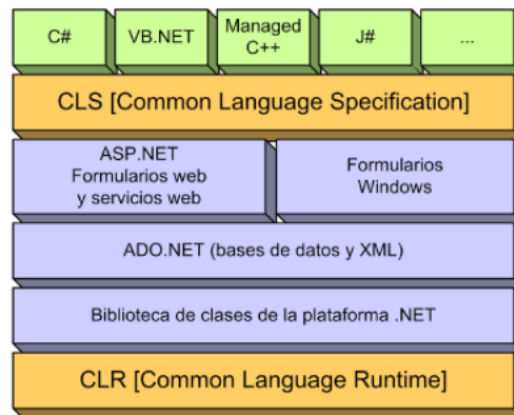 C#
VB.NET
Managed
C++
J#
...
CLS [Common Language Specification]
ASP.NET
Formularios web
y servicios web
Formularios
Windows
ADO.NET (bases de datos y XML)
Biblioteca de clases de la plataforma .NET
CLR [Common Language Runtime]